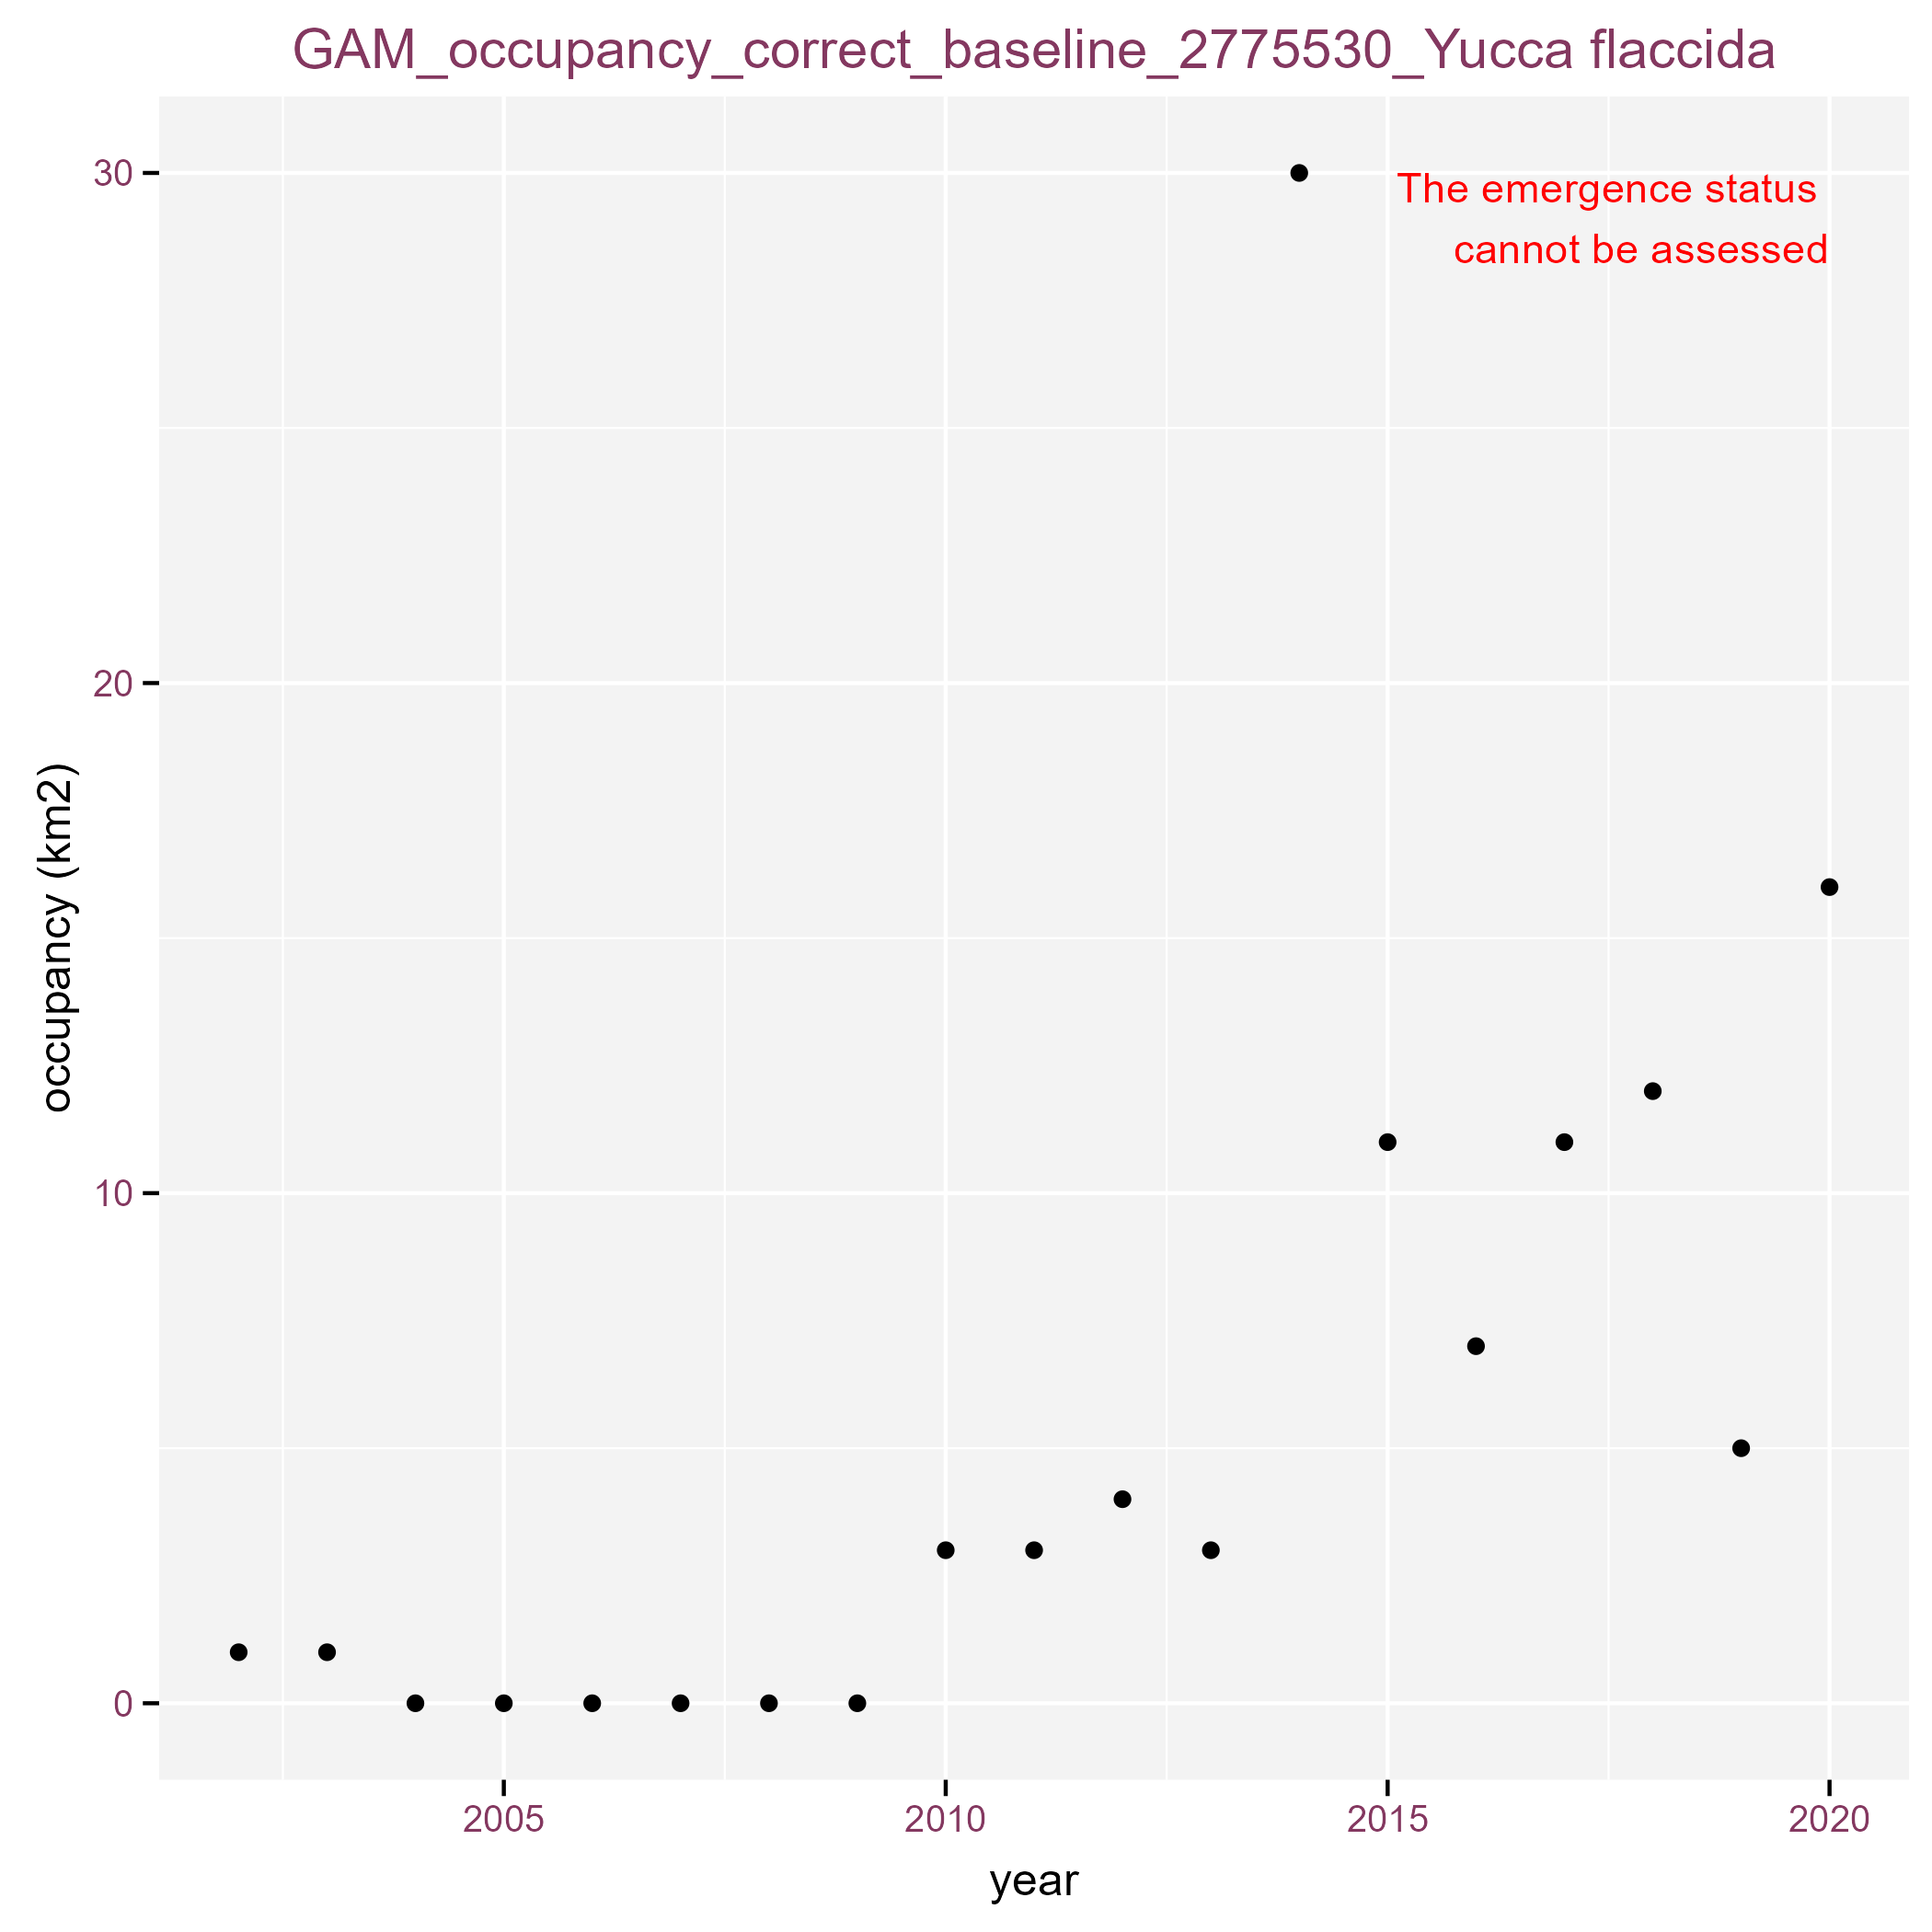 GAM_occupancy_correct_baseline_2775530_Yucca flaccida
30
The emergence status
cannot be assessed
20
occupancy (km2)
10
0
2005 2010 2015 2020
year